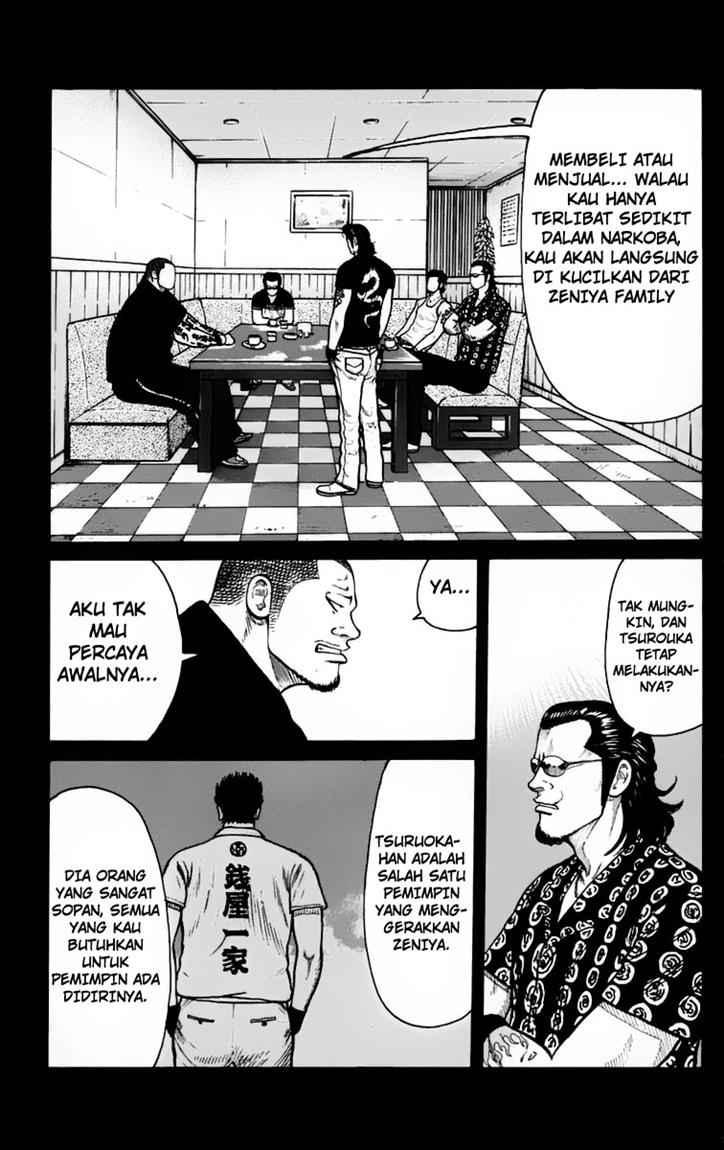 MEMBELI ATAU
MENJUAL... WALAU
KAU HANYA
TERLIBAT SEDIKIT
DALAM NARKOBA,
KAU AKAN LANGSUNG
DI KUCILKAN DARI
ZENIYA FAMILY
TAK MUNG-
KIN, DAN
TSUROUKA
TETAP
MELAKUKAN-
NYA?
YA...
AKU TAK
MAU
PERCAYA
AWALNYA...
TSURUOKA-
HAN ADALAH
SALAH SATU
PEMIMPIN
YANG MENG-
GERAKKAN
ZENIYA.
銭屋一家
DIA ORANG
YANG SANGAT
SOPAN, SEMUA
YANG KAU
BUTUHKAN
UNTUK
PEMIMPIN ADA
DIDIRINYA.